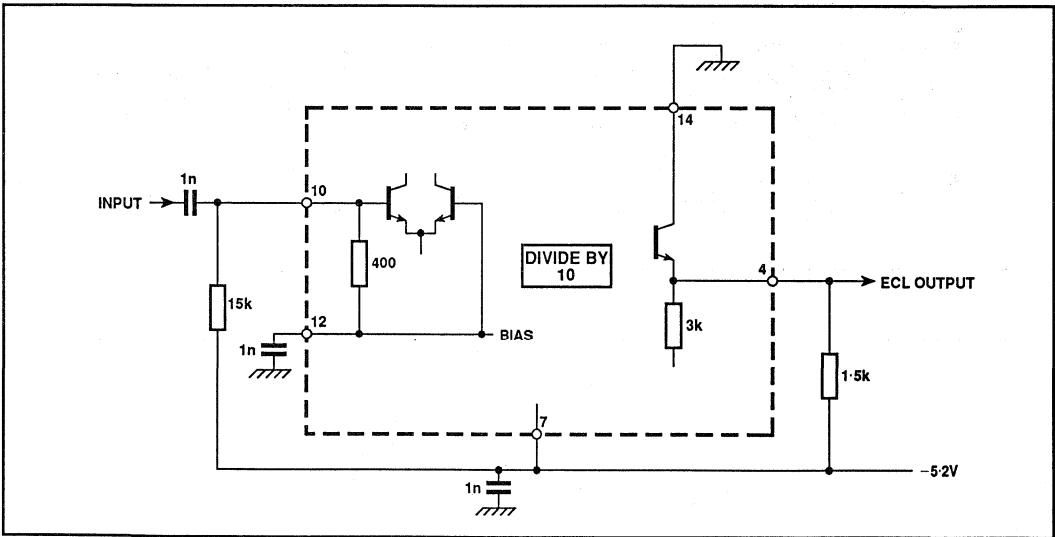 14
1n
INPUT
10
400
DIVIDE BY
10
4
ECL OUTPUT
15k
12
3k
1n
BIAS
1·5k
7
1n
−5·2V